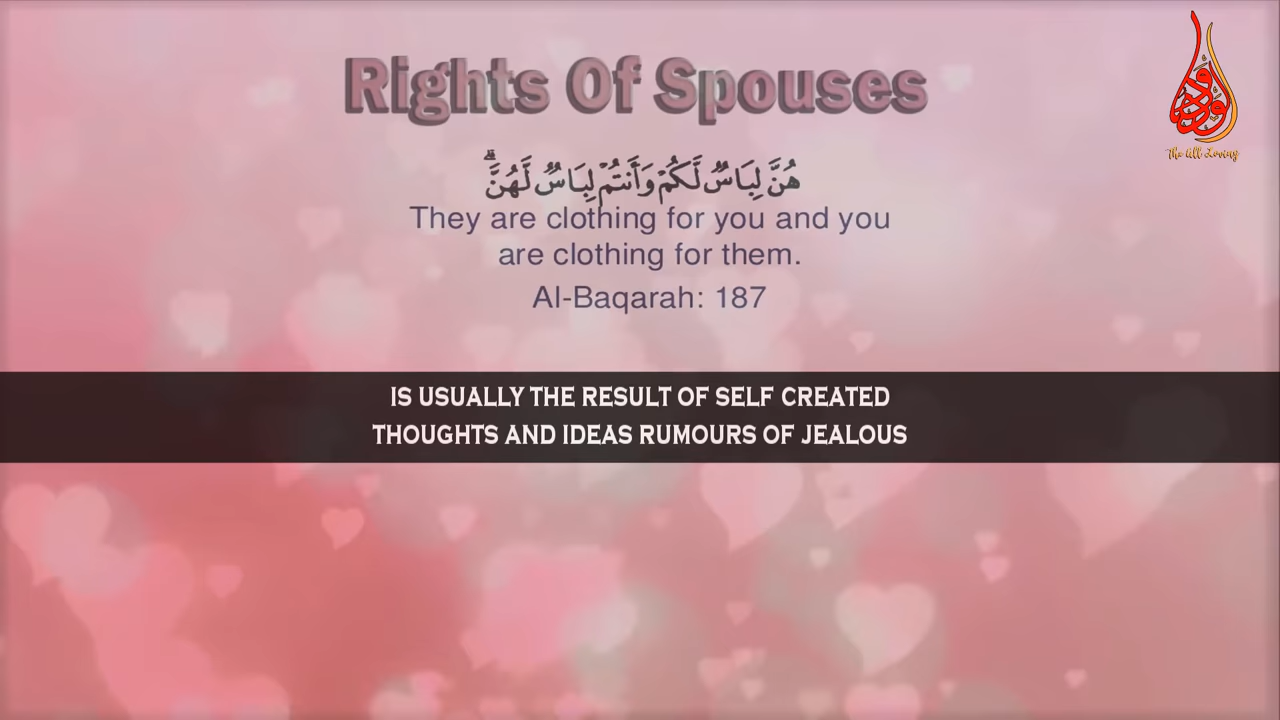 Rights Of Spouses
هُنَّ لِبَاسٌ لَّكُمْ وَأَنتُمْ لِبَاسٌ لَّهُنَّ ۗ
They are clothing for you and you
are clothing for them.
Al-Baqarah: 187
IS USUALLY THE RESULT OF SELF CREATED
THOUGHTS AND IDEAS RUMOURS OF JEALOUS
الودود
The All Loving